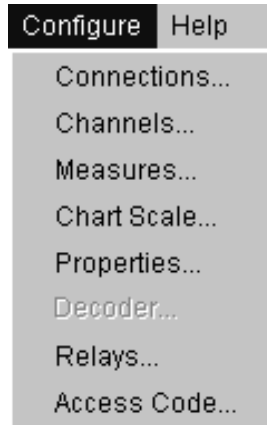 Configure Help
Connections...
Channels...
Measures...
Chart Scale...
Properties...
Decoder...
Relays...
Access Code...